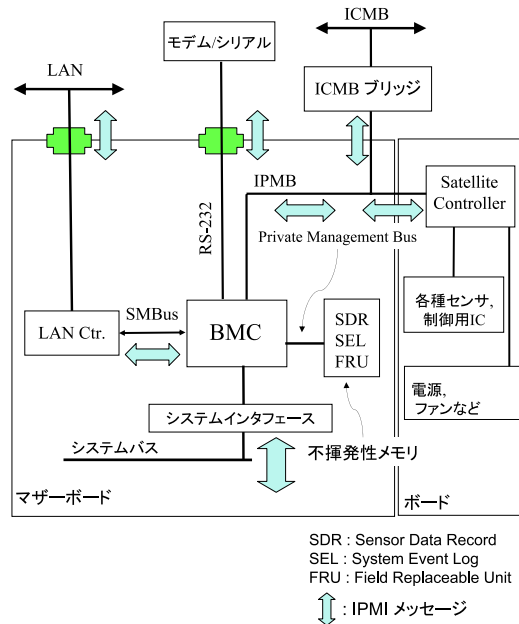 ICMB
モデム/シリアル
LAN
ICMB ブリッジ
IPMB
Satellite
Controller
RS-232
Private Management Bus
SMBus
各種センサ,
制御用IC
LAN Ctr.
BMC
SDR
SEL
FRU
電源,
ファンなど
システムインタフェース
システムバス
不揮発性メモリ
マザーボード
ボード
SDR : Sensor Data Record
SEL : System Event Log
FRU : Field Replaceable Unit
: IPMI メッセージ